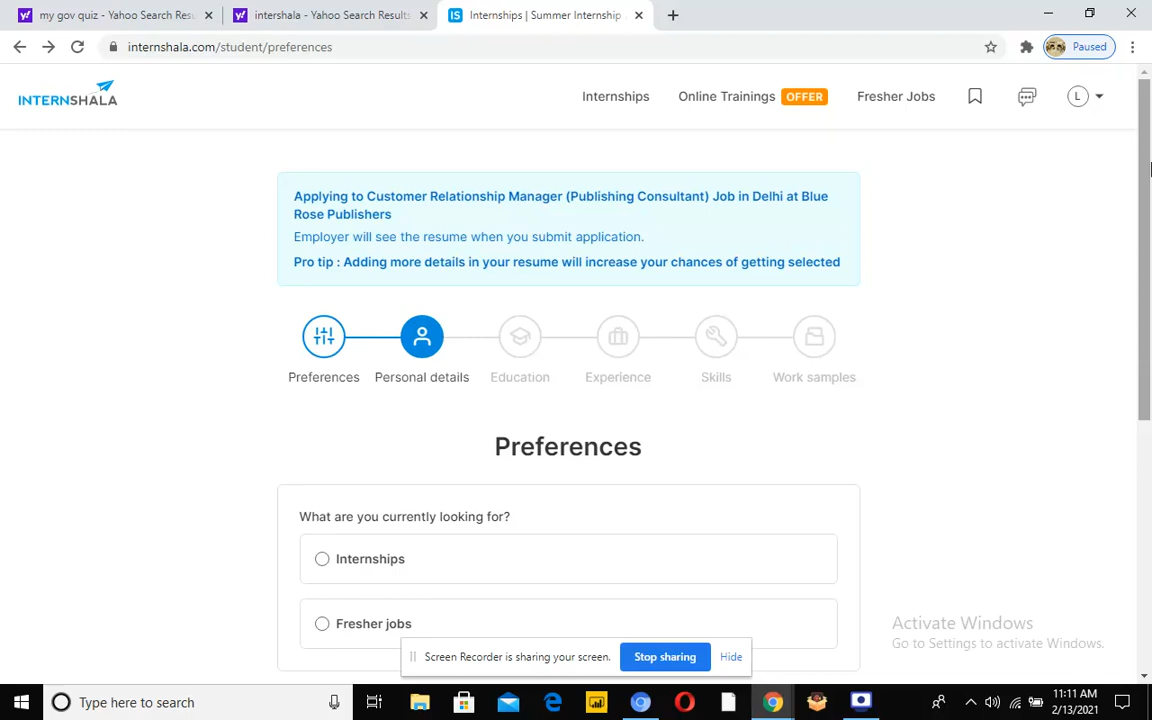 my gov quiz - Yahoo Search Resu
intershala - Yahoo Search Results
IS
Internships | Summer Internship
internshala.com/student/preferences
Paused
INTERNSHALA
Internships
Online Trainings OFFER
Fresher Jobs
L
Applying to Customer Relationship Manager (Publishing Consultant) Job in Delhi at Blue
Rose Publishers
Employer will see the resume when you submit application.
Pro tip : Adding more details in your resume will increase your chances of getting selected
Preferences
Personal details
Education
Experience
Skills
Work samples
Preferences
What are you currently looking for?
Internships
Fresher jobs
Screen Recorder is sharing your screen.
Stop sharing
Hide
Activate Windows
Go to Settings to activate Windows.
Type here to search
11:11 AM
2/13/2021